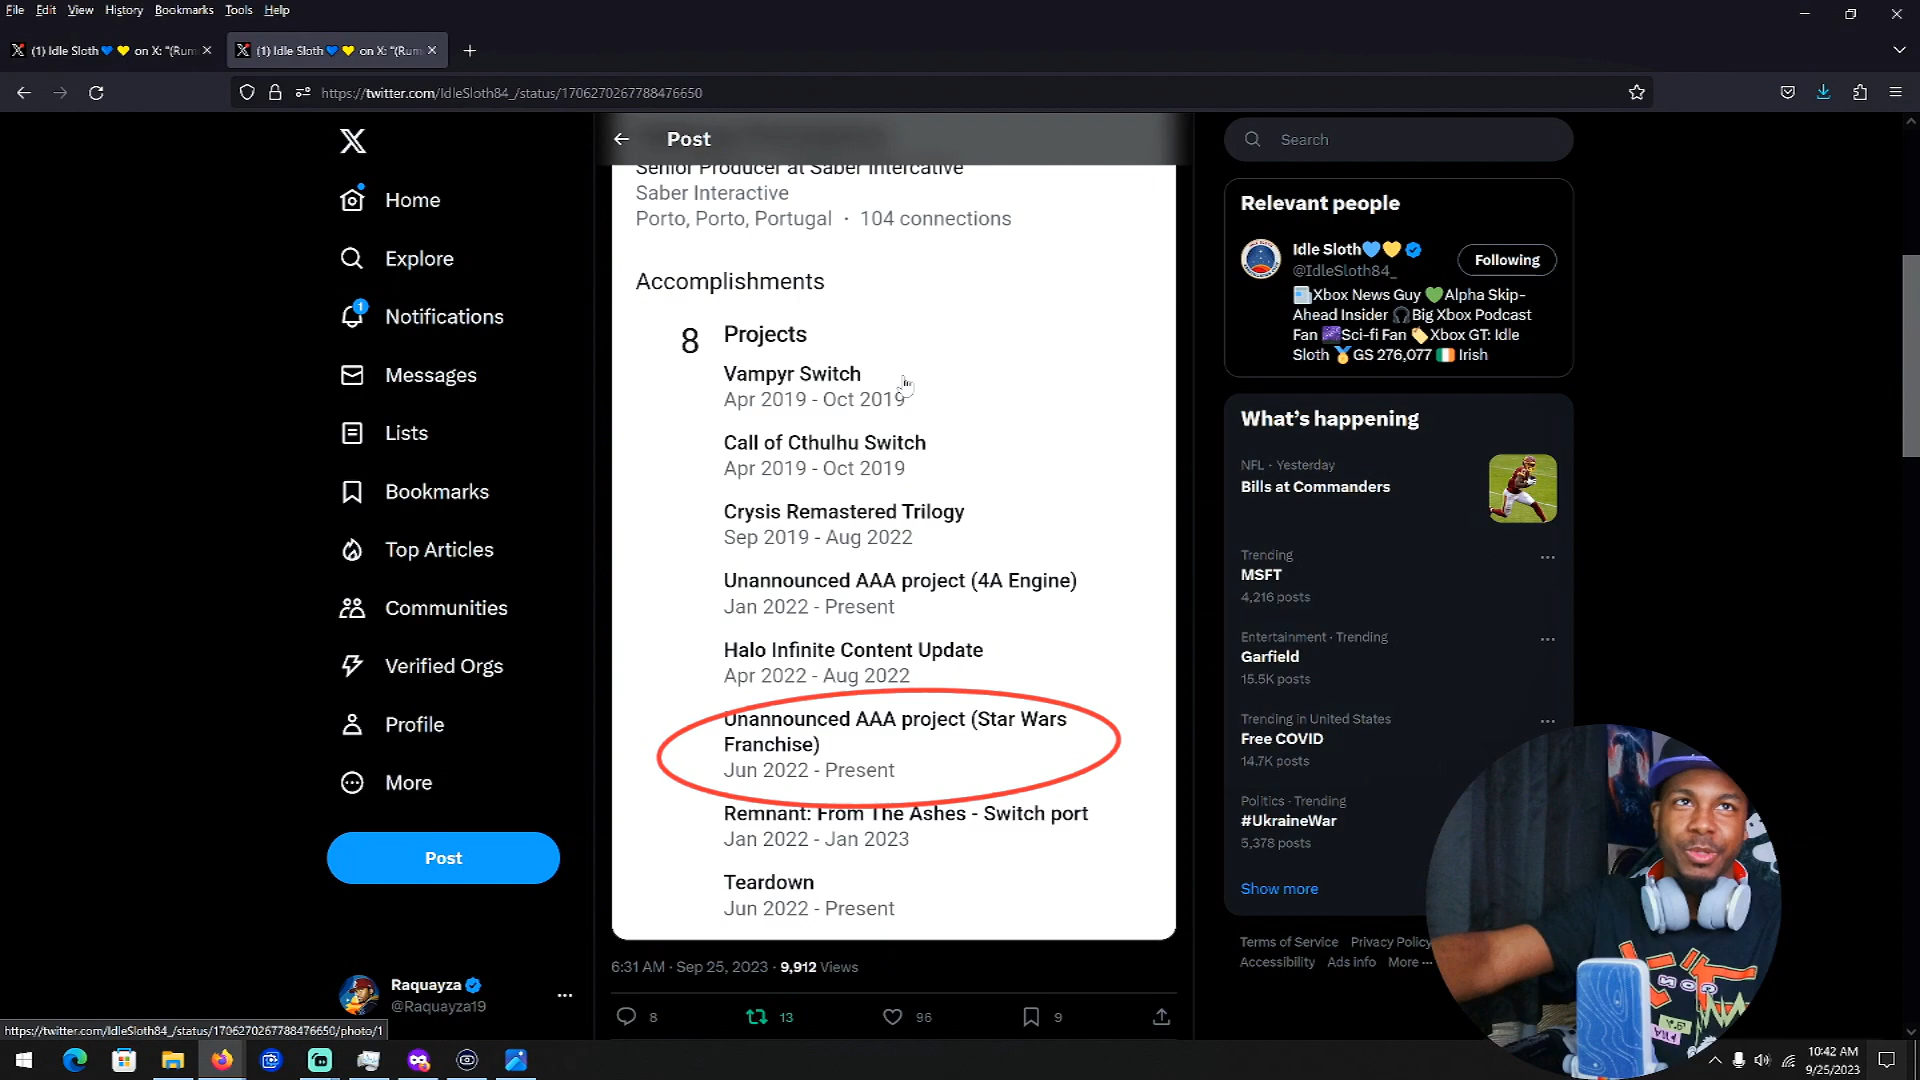 File Edit View History Bookmarks Tools Help
(1) Idle Sloth💙💛 on X: "(Rum
(1) Idle Sloth💙💛 on X: "(Rum
https://twitter.com/IdleSloth84_/status/1706270267788476650
Home
Explore
1
Notifications
Messages
Lists
Bookmarks
Top Articles
Communities
Verified Orgs
Profile
More
Post
Raquayza
@Raquayza19
https://twitter.com/IdleSloth84_/status/1706270267788476650/photo/1
Post
Senior Producer at Saber Intercative
Saber Interactive
Porto, Porto, Portugal · 104 connections
Accomplishments
8 Projects
Vampyr Switch
Apr 2019 - Oct 2019
Call of Cthulhu Switch
Apr 2019 - Oct 2019
Crysis Remastered Trilogy
Sep 2019 - Aug 2022
Unannounced AAA project (4A Engine)
Jan 2022 - Present
Halo Infinite Content Update
Apr 2022 - Aug 2022
Unannounced AAA project (Star Wars
Franchise)
Jun 2022 - Present
Remnant: From The Ashes - Switch port
Jan 2022 - Jan 2023
Teardown
Jun 2022 - Present
6:31 AM · Sep 25, 2023 · 9,912 Views
8 13 96 9
Search
Relevant people
Idle Sloth💙💛
@IdleSloth84_
Following
📰Xbox News Guy 💚Alpha Skip-
Ahead Insider 🎧Big Xbox Podcast
Fan 🌌Sci-fi Fan 🏷️Xbox GT: Idle
Sloth 🏅GS 276,077 🇮🇪 Irish
What's happening
NFL · Yesterday
Bills at Commanders
Trending
MSFT
4,216 posts
Entertainment · Trending
Garfield
15.5K posts
Trending in United States
Free COVID
14.7K posts
Politics · Trending
#UkraineWar
5,378 posts
Show more
Terms of Service Privacy Policy
Accessibility Ads info More ···
10:42 AM
9/25/2023